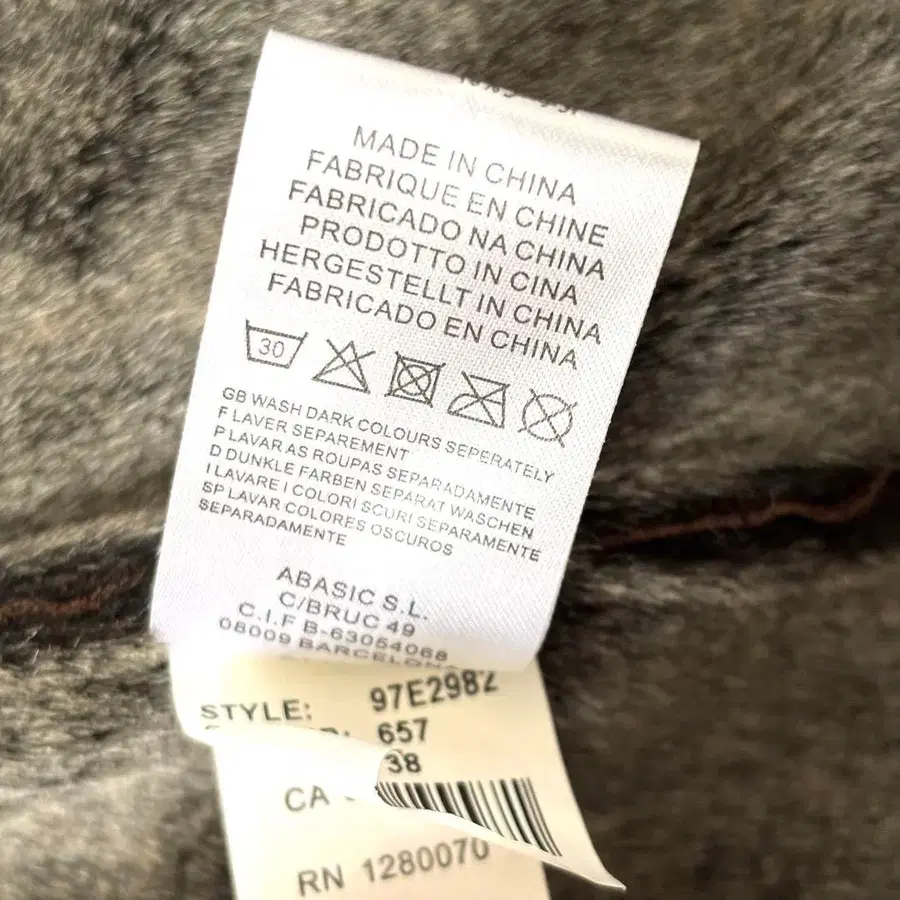 MADE IN CHINA
FABRIQUE EN CHINE
FABRICADO NA CHINA
PRODOTTO IN CINA
HERGESTELLT IN CHINA
FABRICADO EN CHINA
30
GB WASH DARK COLOURS SEPERATELY
F LAVER SEPAREMENT
P LAVAR AS ROUPAS SEPARADAMENTE
D DUNKLE FARBEN SEPARAT WASCHEN
I LAVARE I COLORI SCURI SEPARAMENTE
SP LAVAR COLORES OSCUROS
SEPARADAMENTE
ABASIC S.L.
C/BRUC 49
C.I.F B-63054068
08009 BARCELONA
STYLE: 97E2982
657
38
CA
RN 1280070